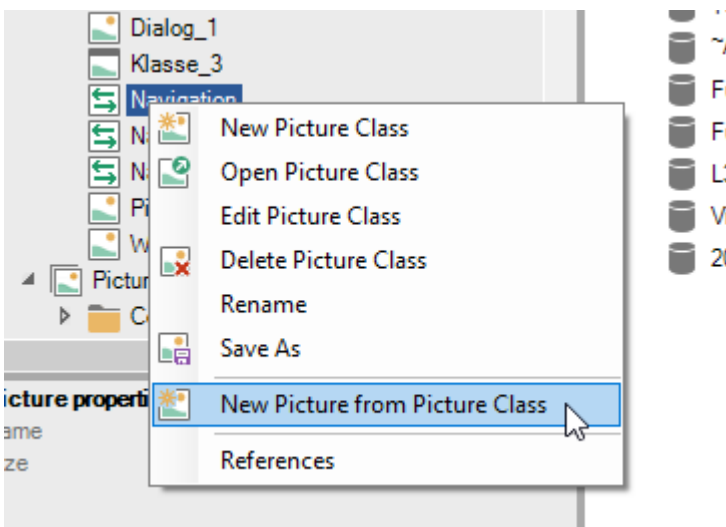 Dialog_1
Klasse_3
Navigation
New Picture Class
Open Picture Class
Edit Picture Class
Delete Picture Class
Rename
Save As
New Picture from Picture Class
References